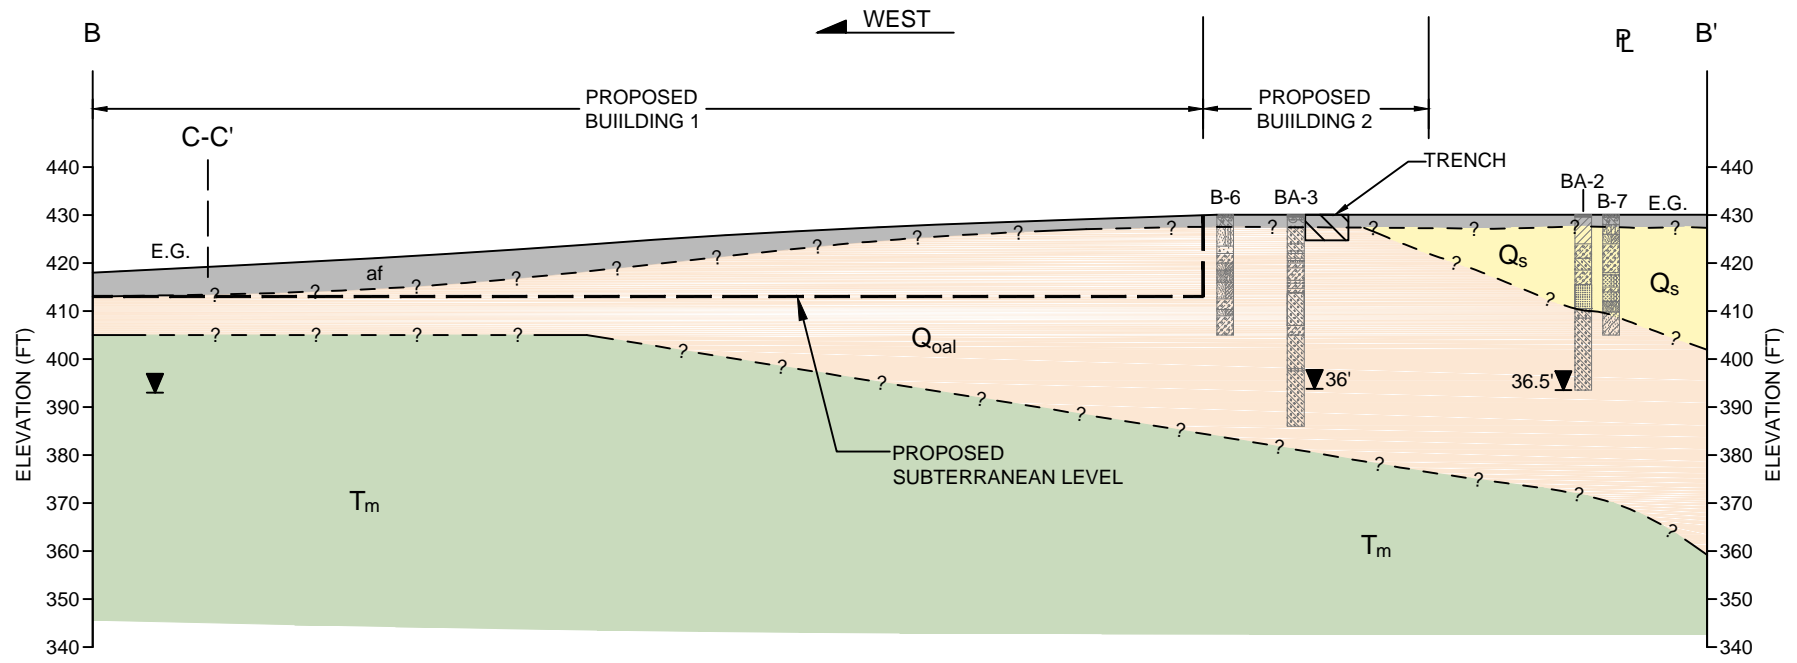 WEST
B
B'
PL
PROPOSED
BUIILDING 1
PROPOSED
BUIILDING 2
C-C'
TRENCH
440
430
420
410
400
390
380
370
360
350
340
ELEVATION (FT)
B-6
BA-3
BA-2
B-7
E.G.
E.G.
af
Qs
Qs
Qoal
36'
36.5'
PROPOSED
SUBTERRANEAN LEVEL
Tm
Tm
? ? ? ? ? ? ? ? ? ? ? ? ? ? ? ?
? ? ?
? ? ? ? ? ? ? ? ? ? ? ? ? ? ?
440
430
420
410
400
390
380
370
360
350
340
ELEVATION (FT)